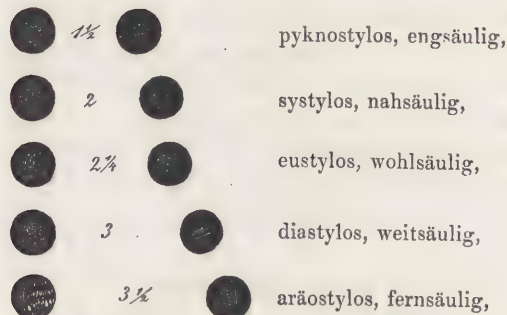 1½ pyknostylos, engsäulig,
2 systylos, nahsäulig,
2¼ eustylos, wohlsäulig,
3 diastylos, weitsäulig,
3½ aräostylos, fernsäulig,